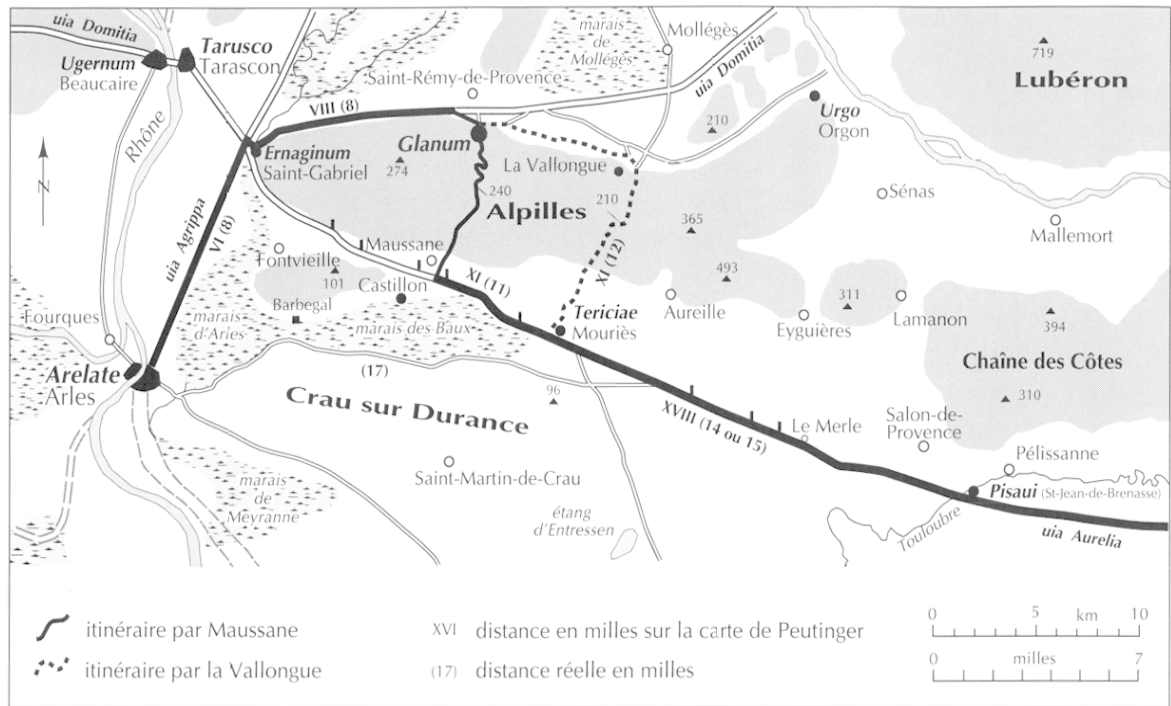 uia Domitia
Ugernum
Beaucaire
Tarusco
Tarascon
Rhône
marais
de
Mollégès
Mollégès
719
Lubéron
Saint-Rémy-de-Provence
uia Domitia
VIII (8)
Glanum
210
Urgo
Orgon
N
Ernaginum
Saint-Gabriel
274
La Vallongue
240
210
Alpilles
Sénas
365
Mallemort
uia Agrippa
VI (8)
Fontvieille
Maussane
XI (12)
101
Castillon
XI (11)
493
Aureille
311
Eyguières
Lamanon
394
Barbegal
marais
d'Arles
marais des Baux
Tericiae
Mouriès
Fourques
Chaîne des Côtes
Arelate
Arles
(17)
96
310
Crau sur Durance
XVIII (14 ou 15)
Le Merle
Salon-de-
Provence
Pélissanne
Saint-Martin-de-Crau
marais
de
Meyranne
étang
d'Entressen
Pisaui (St-Jean-de-Brenasse)
Touloubre
uia Aurelia
itinéraire par Maussane
XVI distance en milles sur la carte de Peutinger
itinéraire par la Vallongue
(17) distance réelle en milles
0 5 km 10
0 milles 7